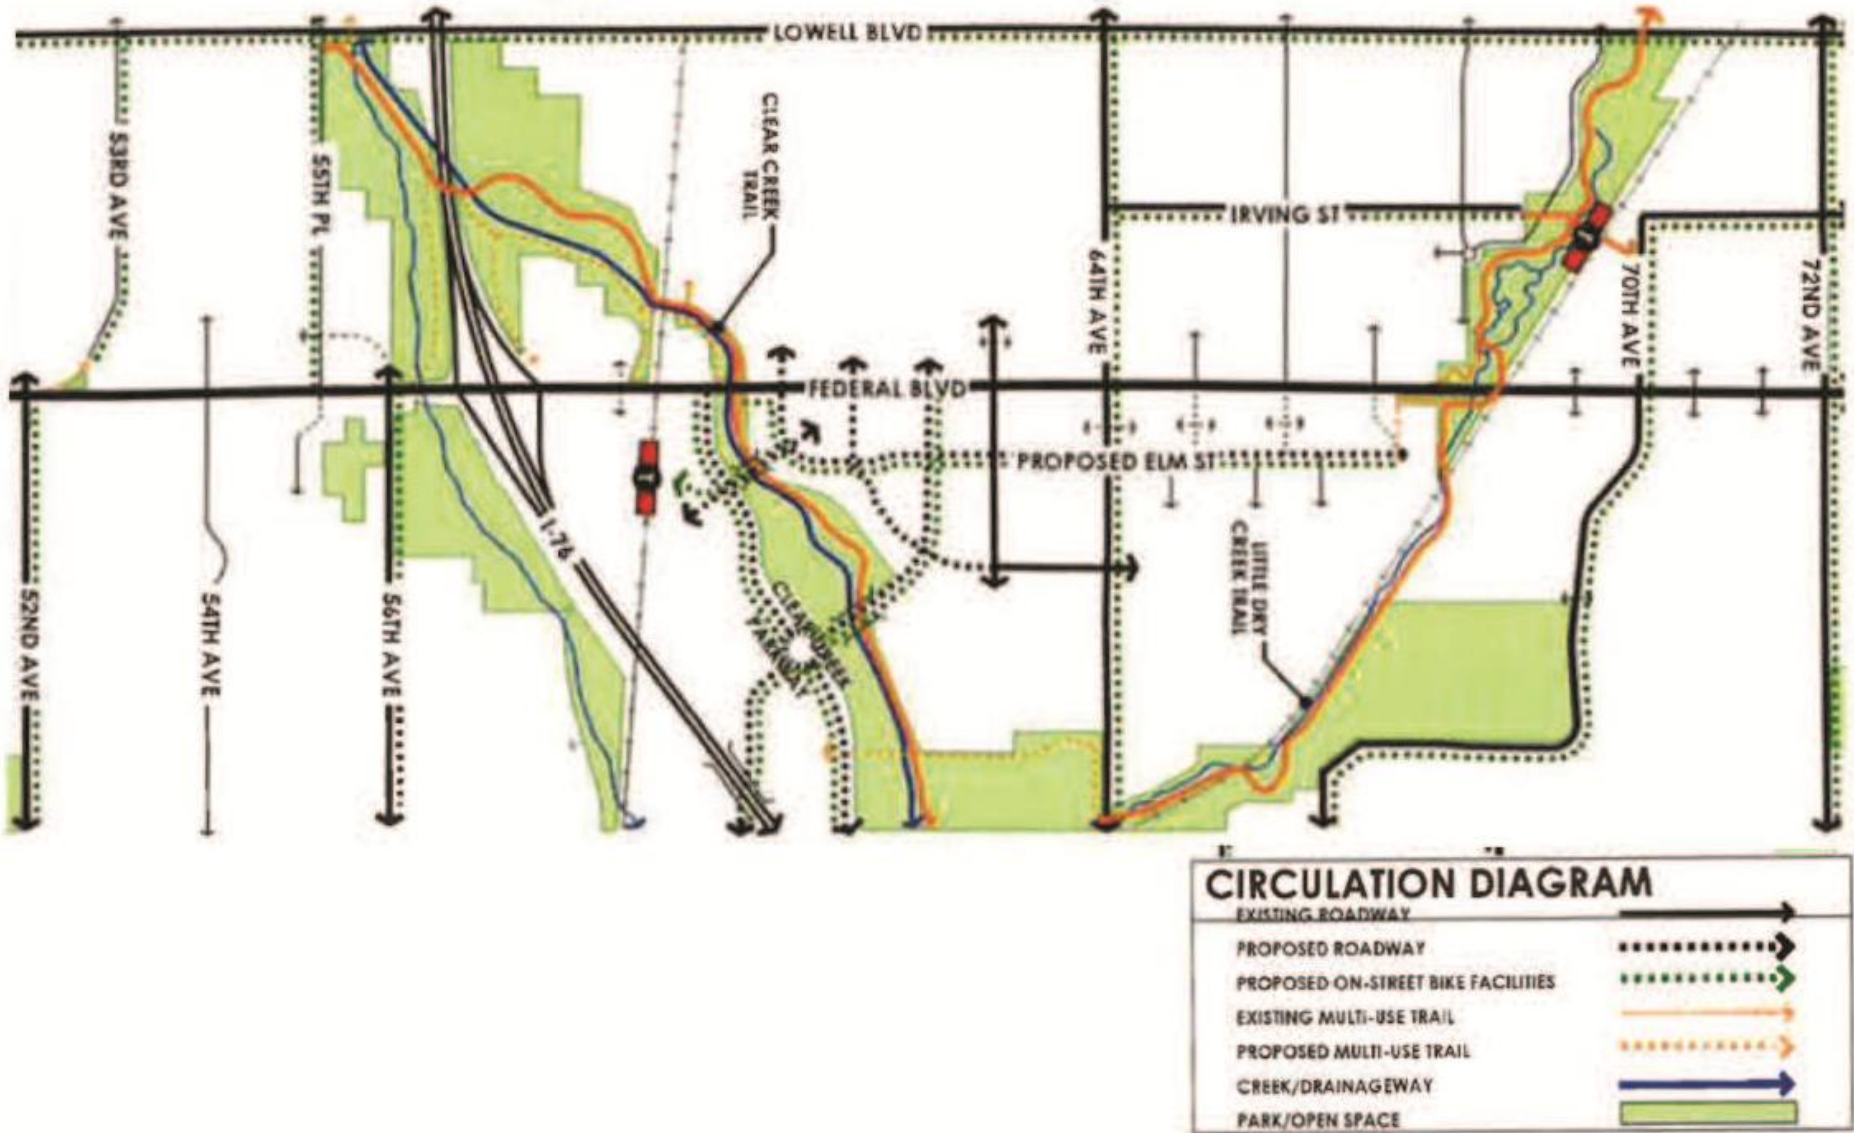 LOWELL BLVD
53RD AVE
55TH PL
CLEAR CREEK
TRAIL
IRVING ST
64TH AVE
70TH AVE
72ND AVE
FEDERAL BLVD
PROPOSED ELM ST
I-76
LITTLE DRY
CREEK TRAIL
52ND AVE
54TH AVE
56TH AVE
CLEAR CREEK
PARKWAY
CIRCULATION DIAGRAM
EXISTING ROADWAY
PROPOSED ROADWAY
PROPOSED ON-STREET BIKE FACILITIES
EXISTING MULTI-USE TRAIL
PROPOSED MULTI-USE TRAIL
CREEK/DRAINAGEWAY
PARK/OPEN SPACE